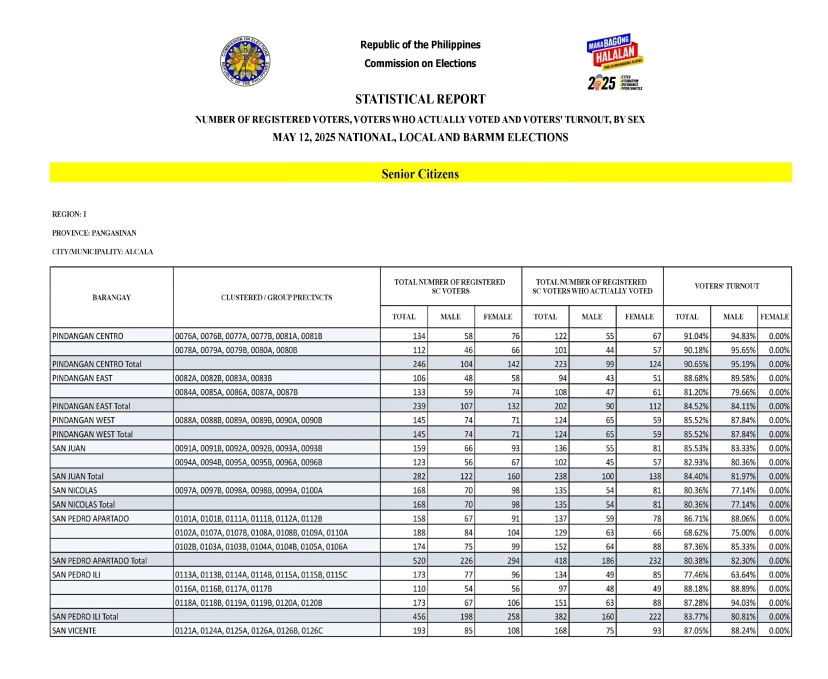 Republic of the Philippines
Commission on Elections
COMMISSION ON ELECTIONS
REPUBLIC OF THE PHILIPPINES
MAKABAGONG
HALALAN
2025
STATISTICAL REPORT
NUMBER OF REGISTERED VOTERS, VOTERS WHO ACTUALLY VOTED AND VOTERS' TURNOUT, BY SEX
MAY 12, 2025 NATIONAL, LOCAL AND BARMM ELECTIONS
Senior Citizens
REGION: I
PROVINCE: PANGASINAN
CITY/MUNICIPALITY: ALCALA
BARANGAY CLUSTERED / GROUP PRECINCTS TOTAL NUMBER OF REGISTERED SC VOTERS TOTAL NUMBER OF REGISTERED SC VOTERS WHO ACTUALLY VOTED VOTERS' TURNOUT
TOTAL MALE FEMALE TOTAL MALE FEMALE TOTAL MALE FEMALE
PINDANGAN CENTRO 0076A, 0076B, 0077A, 0077B, 0081A, 0081B 134 58 76 122 55 67 91.04% 94.83% 0.00%
0078A, 0079A, 0079B, 0080A, 0080B 112 46 66 101 44 57 90.18% 95.65% 0.00%
PINDANGAN CENTRO Total 246 104 142 223 99 124 90.65% 95.19% 0.00%
PINDANGAN EAST 0082A, 0082B, 0083A, 0083B 106 48 58 94 43 51 88.68% 89.58% 0.00%
0084A, 0085A, 0086A, 0087A, 0087B 133 59 74 108 47 61 81.20% 79.66% 0.00%
PINDANGAN EAST Total 239 107 132 202 90 112 84.52% 84.11% 0.00%
PINDANGAN WEST 0088A, 0088B, 0089A, 0089B, 0090A, 0090B 145 74 71 124 65 59 85.52% 87.84% 0.00%
PINDANGAN WEST Total 145 74 71 124 65 59 85.52% 87.84% 0.00%
SAN JUAN 0091A, 0091B, 0092A, 0092B, 0093A, 0093B 159 66 93 136 55 81 85.53% 83.33% 0.00%
0094A, 0094B, 0095A, 0095B, 0096A, 0096B 123 56 67 102 45 57 82.93% 80.36% 0.00%
SAN JUAN Total 282 122 160 238 100 138 84.40% 81.97% 0.00%
SAN NICOLAS 0097A, 0097B, 0098A, 0098B, 0099A, 0100A 168 70 98 135 54 81 80.36% 77.14% 0.00%
SAN NICOLAS Total 168 70 98 135 54 81 80.36% 77.14% 0.00%
SAN PEDRO APARTADO 0101A, 0101B, 0111A, 0111B, 0112A, 0112B 158 67 91 137 59 78 86.71% 88.06% 0.00%
0102A, 0107A, 0107B, 0108A, 0108B, 0109A, 0110A 188 84 104 129 63 66 68.62% 75.00% 0.00%
0102B, 0103A, 0103B, 0104A, 0104B, 0105A, 0106A 174 75 99 152 64 88 87.36% 85.33% 0.00%
SAN PEDRO APARTADO Total 520 226 294 418 186 232 80.38% 82.30% 0.00%
SAN PEDRO ILI 0113A, 0113B, 0114A, 0114B, 0115A, 0115B, 0115C 173 77 96 134 49 85 77.46% 63.64% 0.00%
0116A, 0116B, 0117A, 0117B 110 54 56 97 48 49 88.18% 88.89% 0.00%
0118A, 0118B, 0119A, 0119B, 0120A, 0120B 173 67 106 151 63 88 87.28% 94.03% 0.00%
SAN PEDRO ILI Total 456 198 258 382 160 222 83.77% 80.81% 0.00%
SAN VICENTE 0121A, 0124A, 0125A, 0126A, 0126B, 0126C 193 85 108 168 75 93 87.05% 88.24% 0.00%